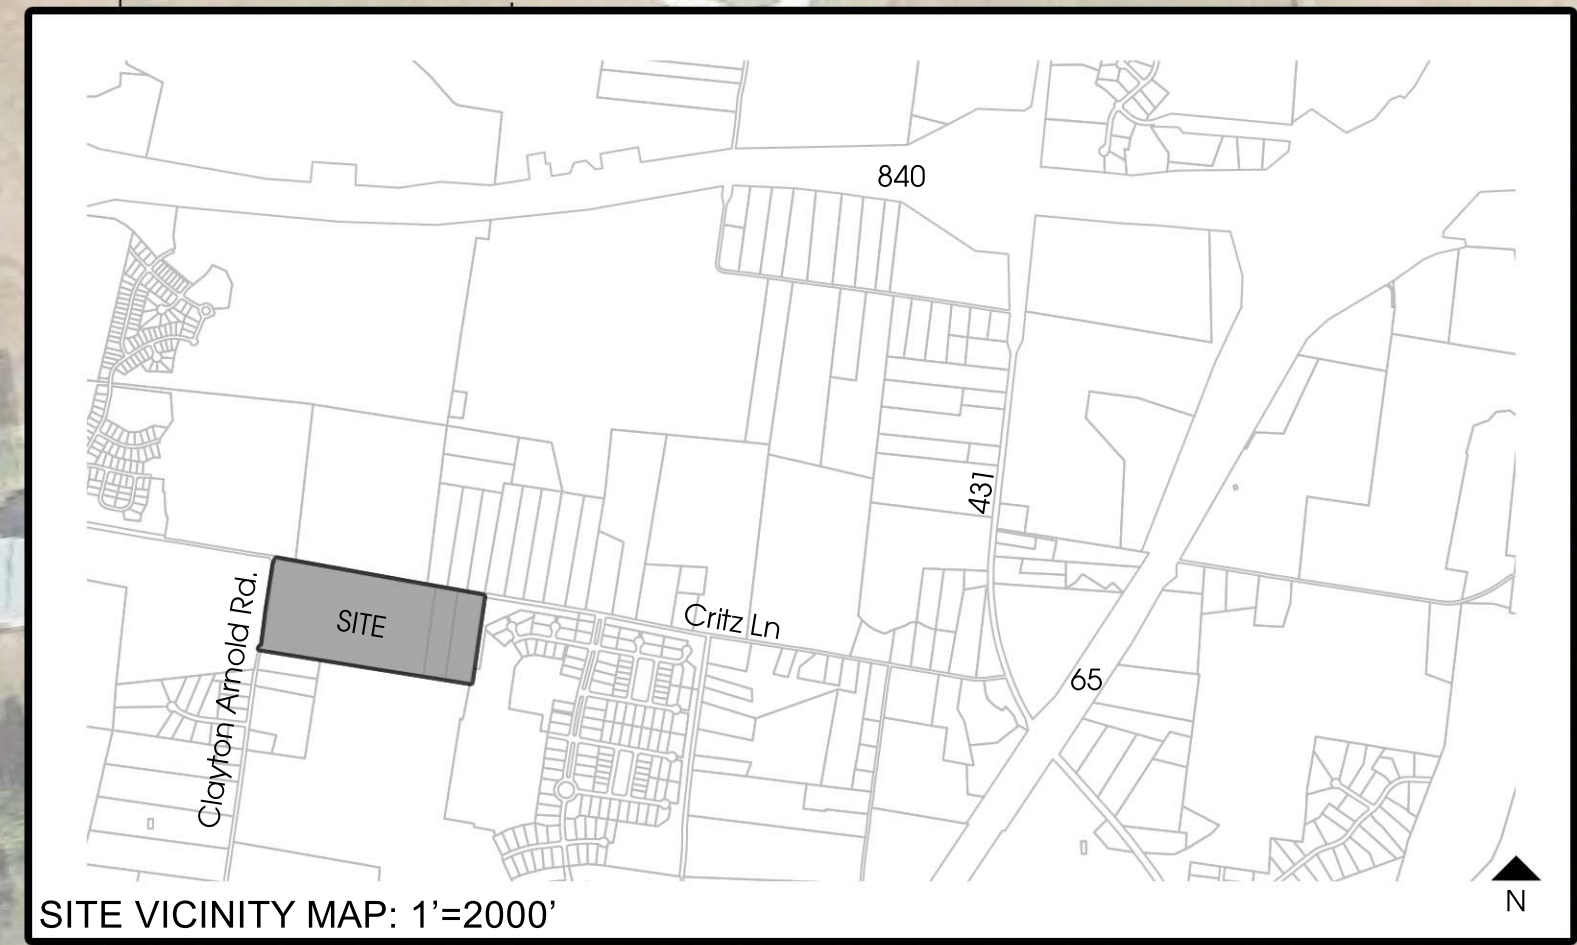 840
431
Clayton Arnold Rd.
SITE
Critz Ln
65
N
SITE VICINITY MAP: 1'=2000'